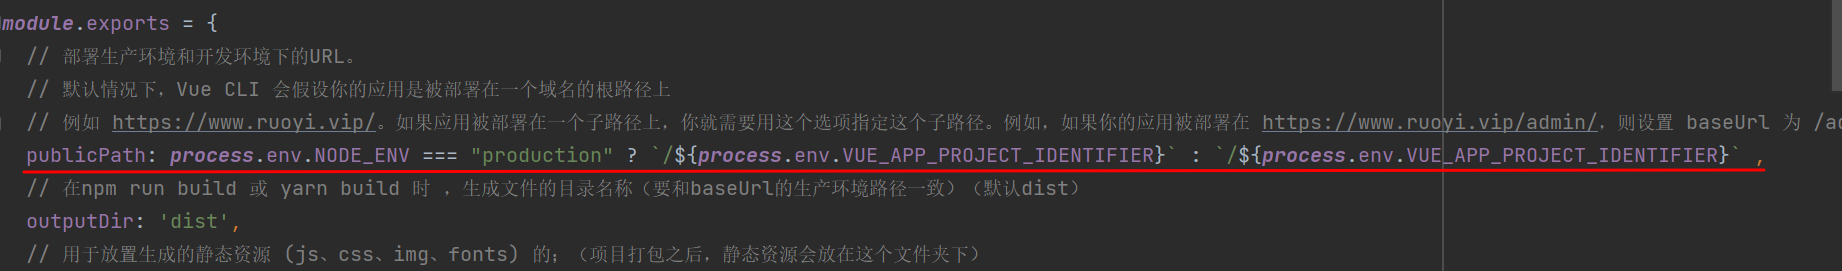 module.exports = {
// 部署生产环境和开发环境下的URL。
// 默认情况下，Vue CLI 会假设你的应用是被部署在一个域名的根路径上
// 例如 https://www.ruoyi.vip/。如果应用被部署在一个子路径上，你就需要用这个选项指定这个子路径。例如，如果你的应用被部署在 https://www.ruoyi.vip/admin/，则设置 baseUrl 为
publicPath: process.env.NODE_ENV === "production" ? `/${process.env.VUE_APP_PROJECT_IDENTIFIER}` : `/${process.env.VUE_APP_PROJECT_IDENTIFIER}` ,
// 在npm run build 或 yarn build 时 ，生成文件的目录名称（要和baseUrl的生产环境路径一致）（默认dist）
outputDir: 'dist',
// 用于放置生成的静态资源 (js、css、img、fonts) 的；（项目打包之后，静态资源会放在这个文件夹下）